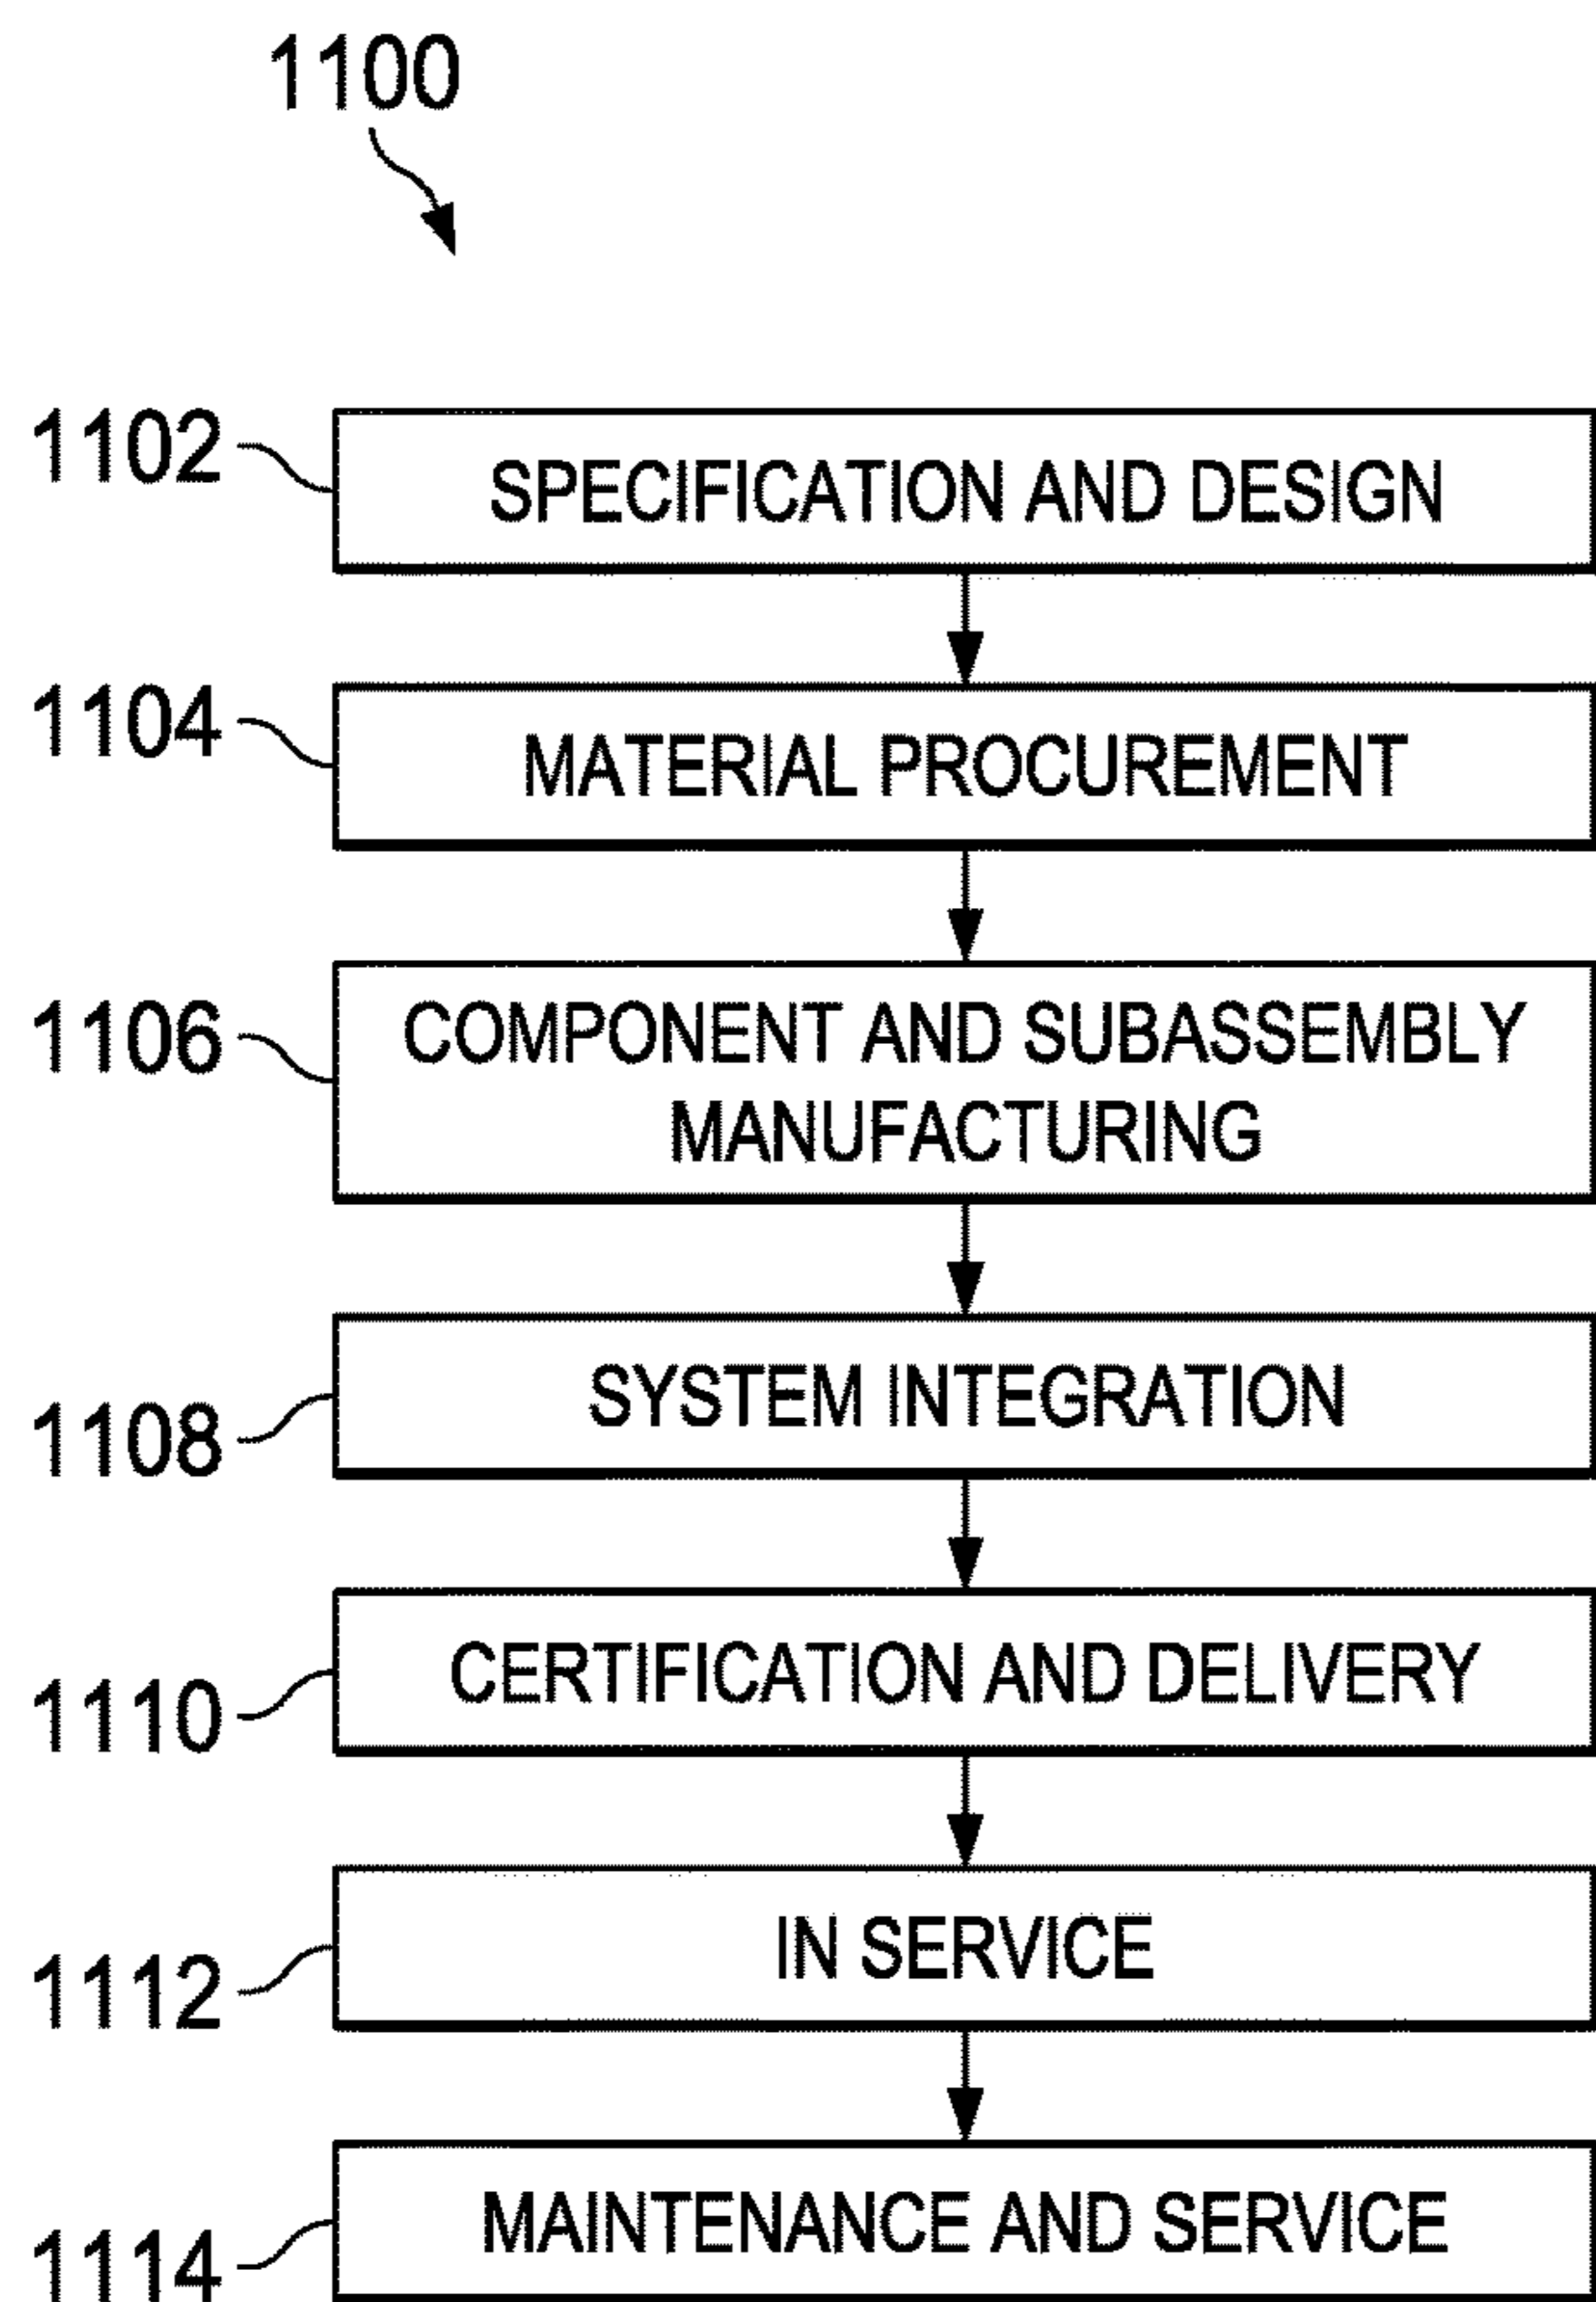 1100
1102
SPECIFICATION AND DESIGN
1104
MATERIAL PROCUREMENT
1106
COMPONENT AND SUBASSEMBLY
MANUFACTURING
1108
SYSTEM INTEGRATION
1110
CERTIFICATION AND DELIVERY
1112
IN SERVICE
1114
MAINTENANCE AND SERVICE